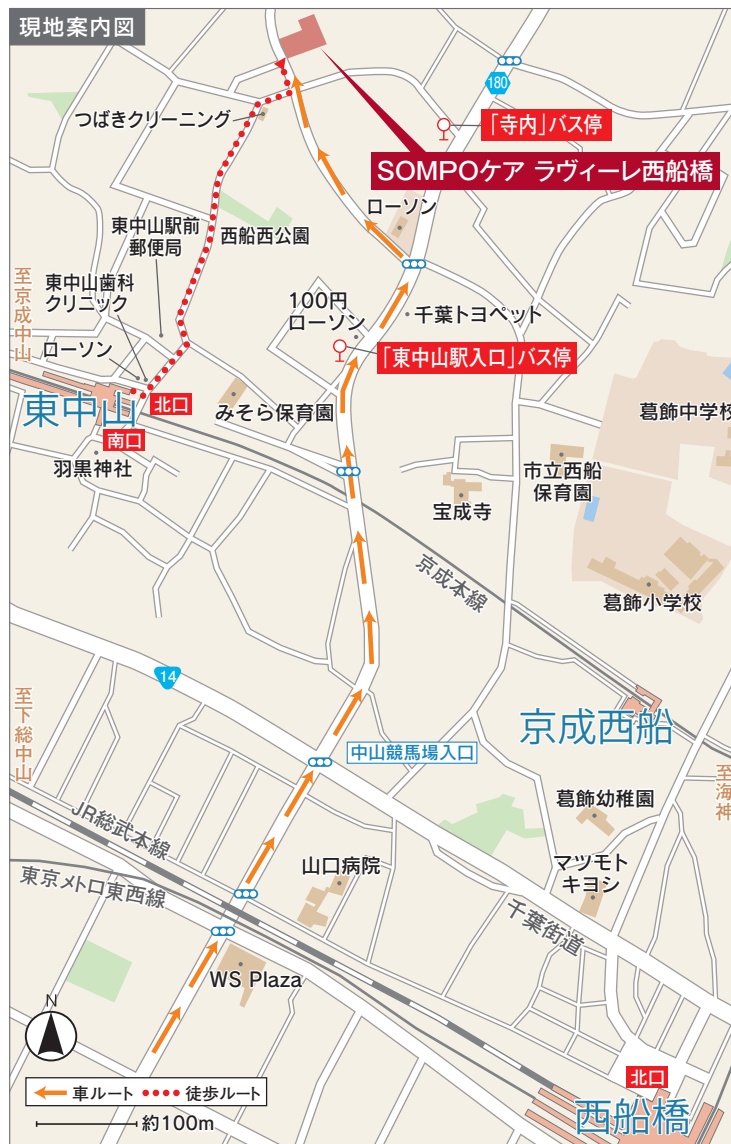 現地案内図
180
つばきクリーニング
「寺内」バス停
SOMPOケア ラヴィーレ西船橋
ローソン
東中山駅前
郵便局
西船西公園
至京成中山
東中山歯科
クリニック
100円
ローソン
千葉トヨペット
ローソン
「東中山駅入口」バス停
東中山
北口
みそら保育園
葛飾中学校
南口
羽黒神社
市立西船
保育園
宝成寺
京成本線
葛飾小学校
14
至下総中山
京成西船
中山競馬場入口
至海神
葛飾幼稚園
JR総武本線
山口病院
マツモト
キヨシ
東京メトロ東西線
千葉街道
WS Plaza
N
北口
車ルート
徒歩ルート
西船橋
約100m